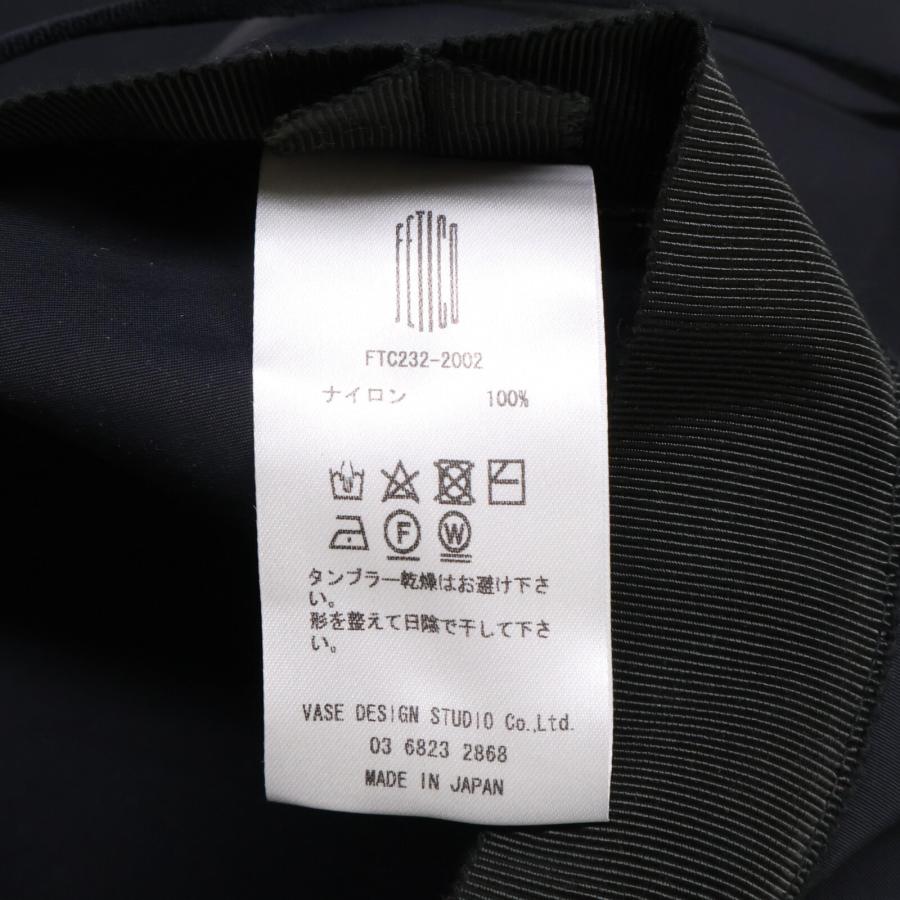 FETICO
FTC232-2002
ナイロン 100%
F W
タンブラー乾燥はお避け下さ
い。
形を整えて日陰で干して下さ
い。
VASE DESIGN STUDIO Co.,Ltd.
03 6823 2868
MADE IN JAPAN